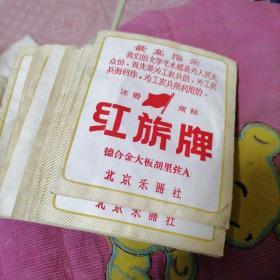 最高指示
我们的文学艺术都是为人民大
众的，首先是为工农兵的，为工农
兵而创作，为工农兵所利用的。
注册 商标
红旗牌
德合金大板胡里弦A
北京乐器社
北京乐器社